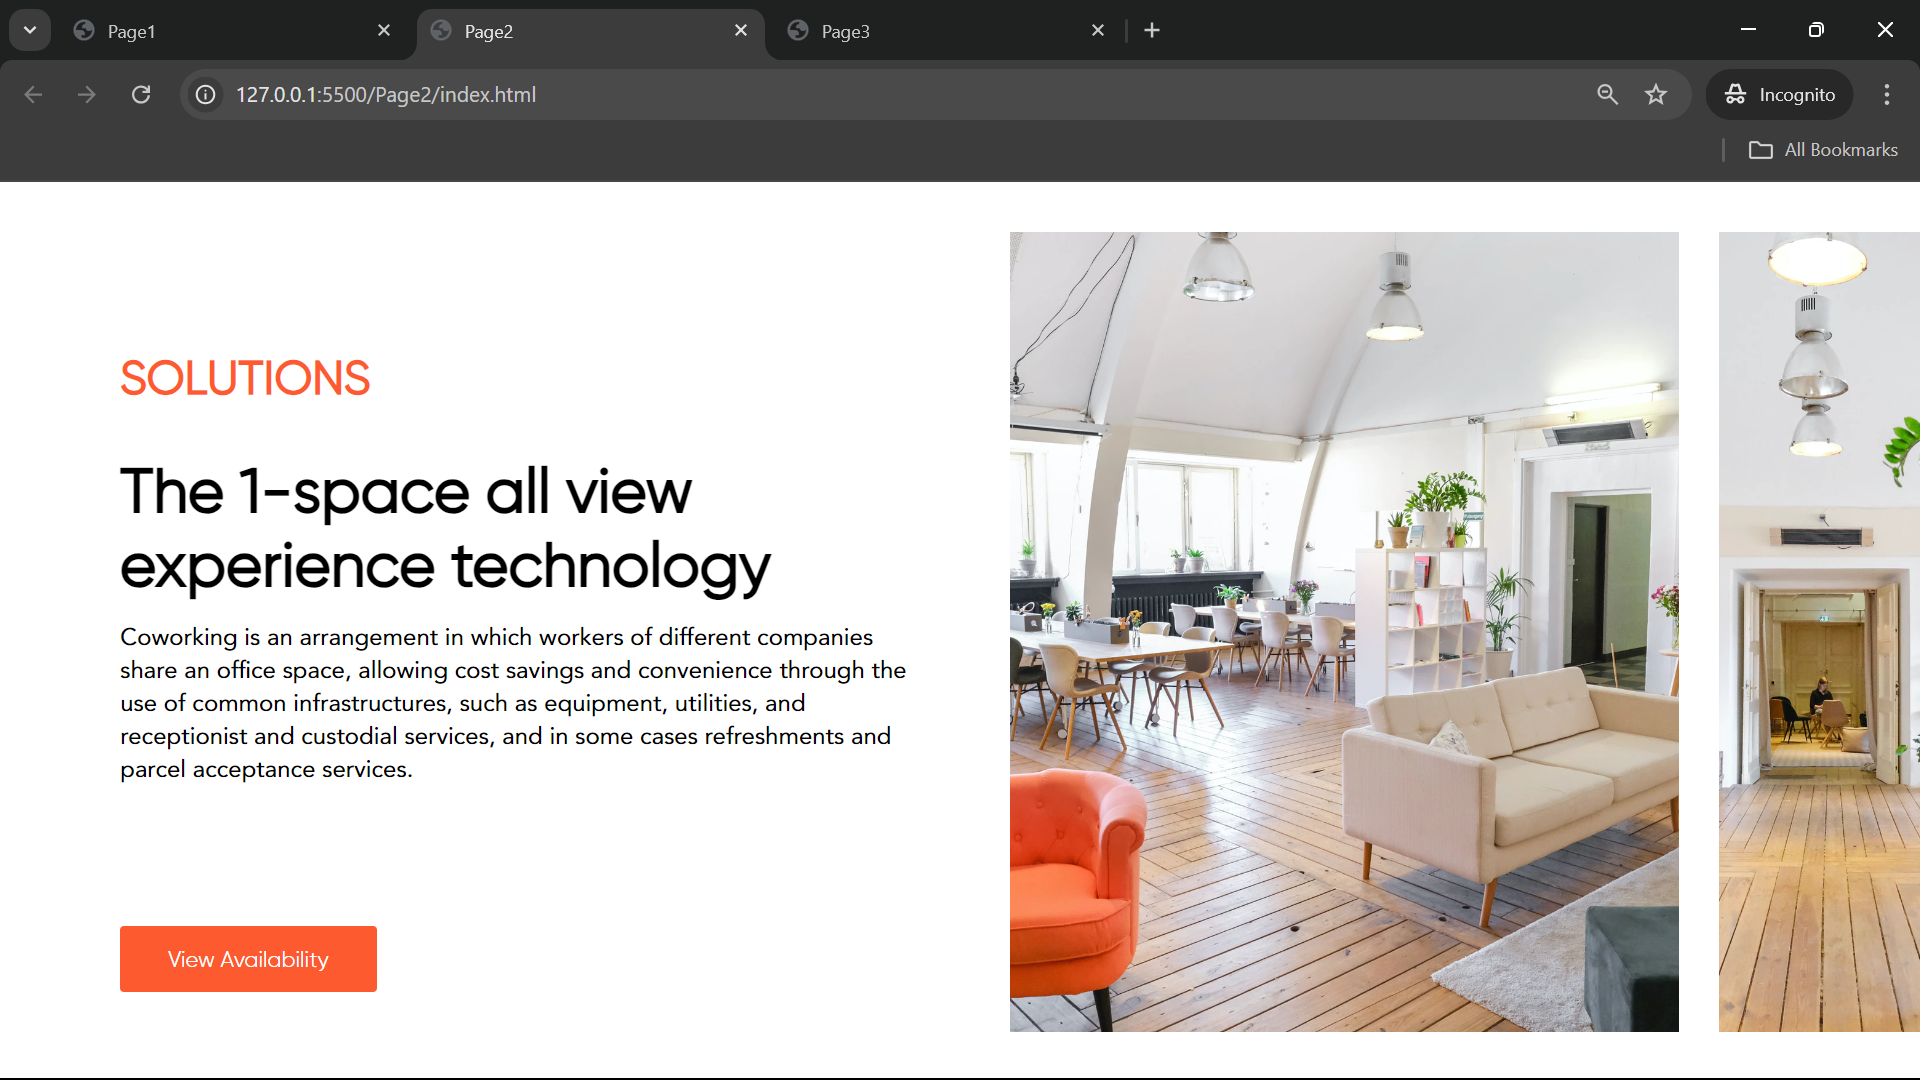 Page1
Page2
Page3
127.0.0.1:5500/Page2/index.html
Incognito
All Bookmarks
SOLUTIONS
The 1-space all view
experience technology
Coworking is an arrangement in which workers of different companies
share an office space, allowing cost savings and convenience through the
use of common infrastructures, such as equipment, utilities, and
receptionist and custodial services, and in some cases refreshments and
parcel acceptance services.
View Availability